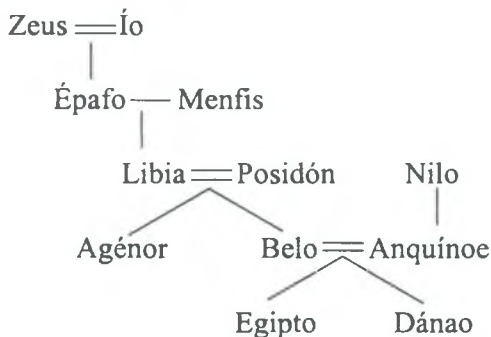 Zeus Ío
Épafo Menfis
Libia Posidón Nilo
Agénor Belo Anquínoe
Egipto Dánao